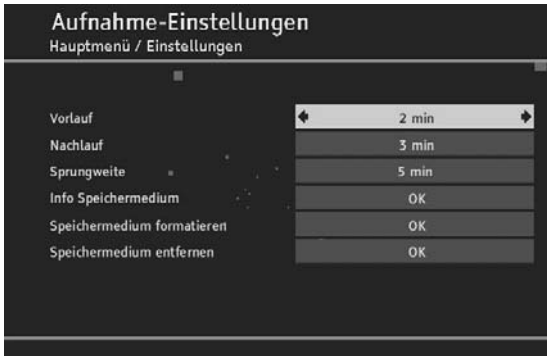 Aufnahme-Einstellungen
Hauptmenü / Einstellungen
Vorlauf 2 min
Nachlauf 3 min
Sprungweite 5 min
Info Speichermedium OK
Speichermedium formatieren OK
Speichermedium entfernen OK